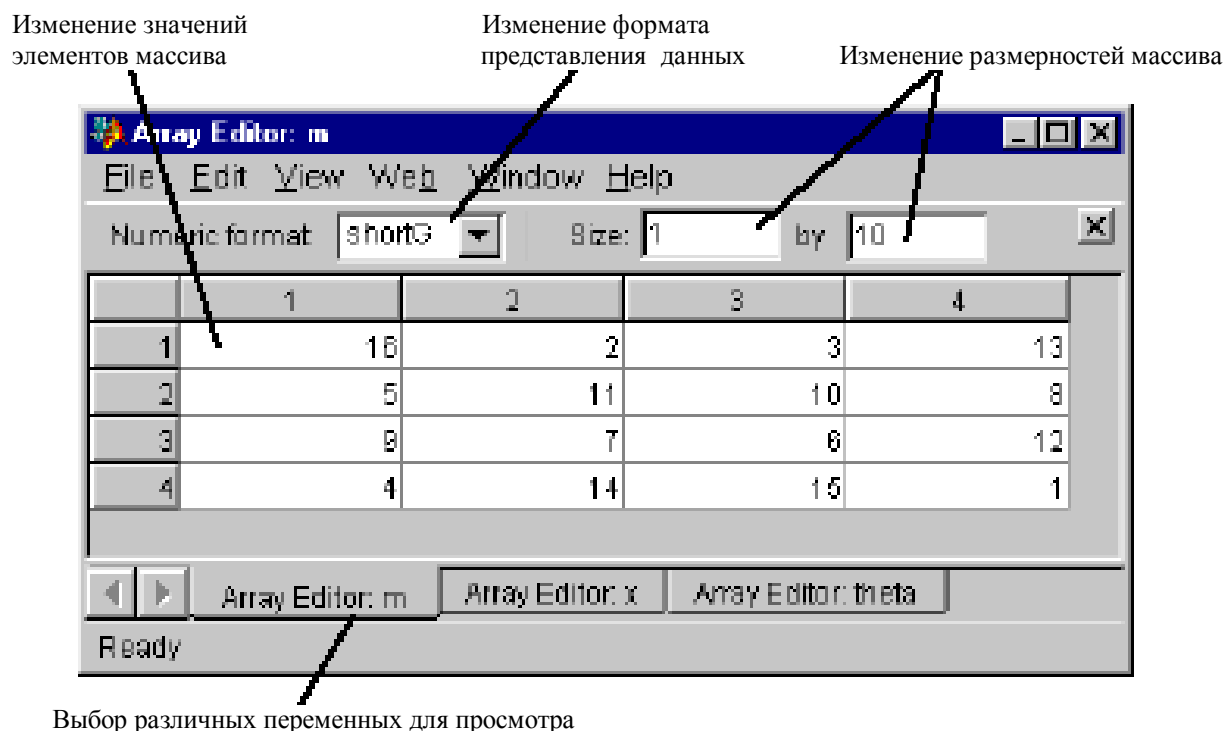 Изменение значений
элементов массива
Изменение формата
представления данных
Изменение размерностей массива
Array Editor: m
File Edit View Web Window Help
Numeric format: shortG Size: 1 by 10
1 2 3 4
1 16 2 3 13
2 5 11 10 8
3 9 7 6 12
4 4 14 15 1
Array Editor: m Array Editor: x Array Editor: theta
Ready
Выбор различных переменных для просмотра